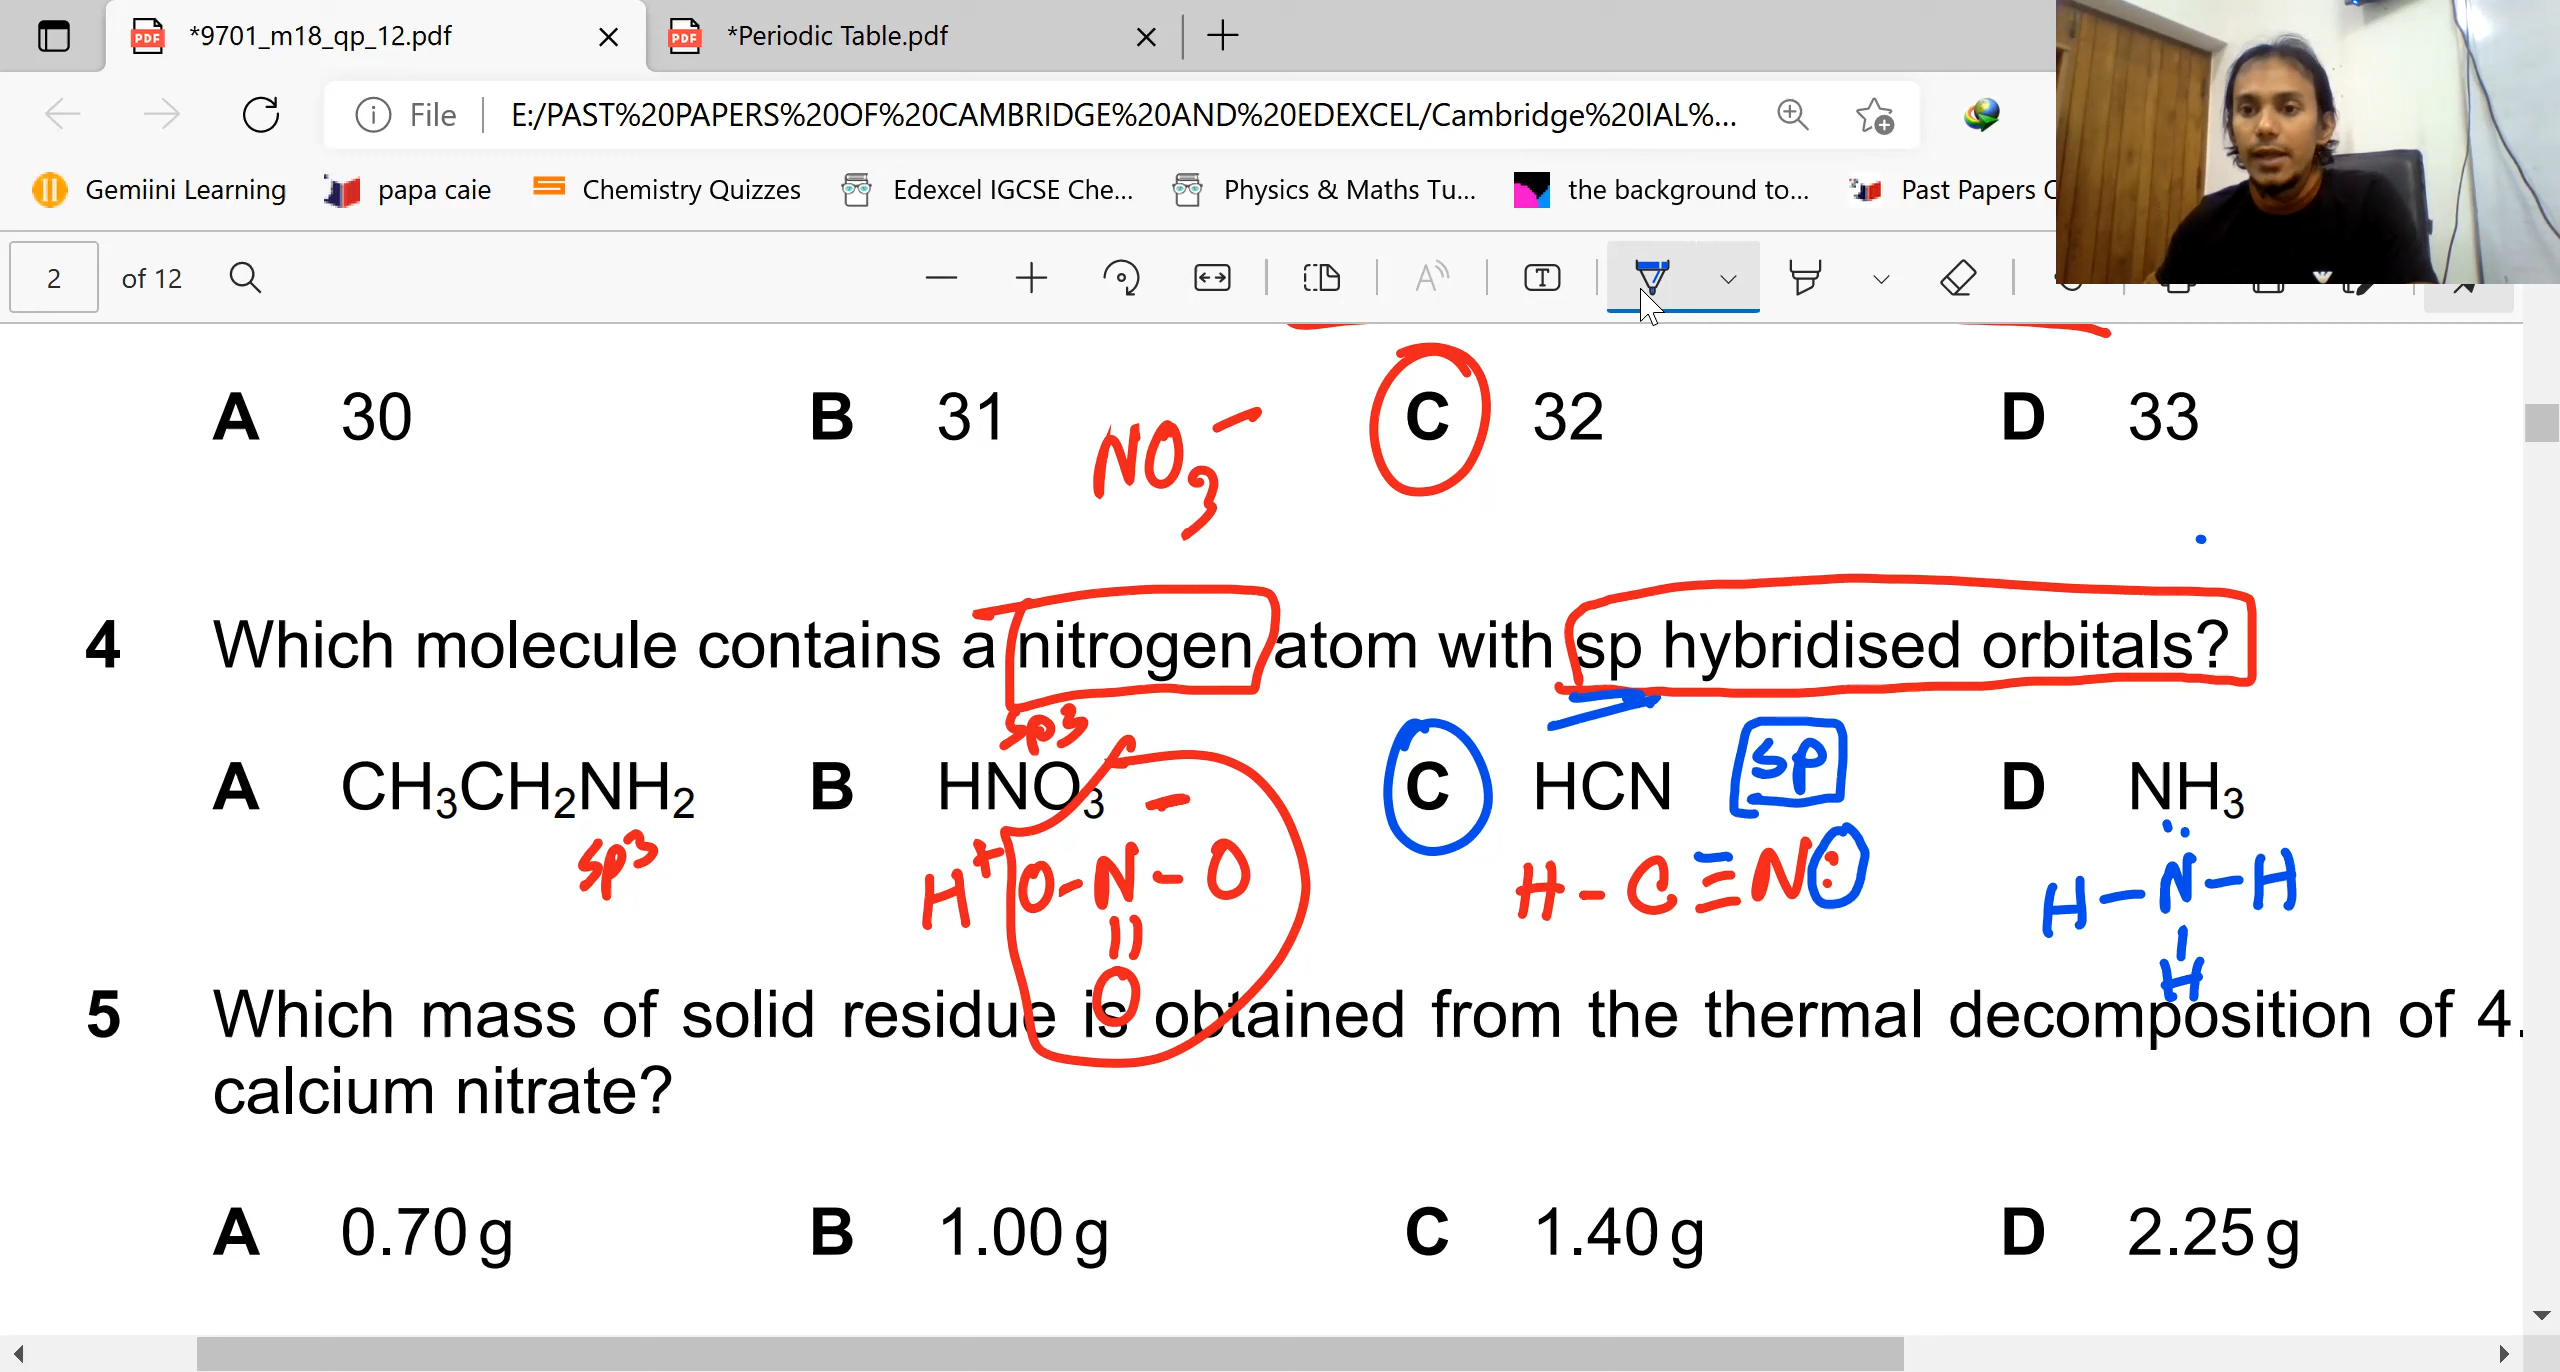 *9701_m18_qp_12.pdf *Periodic Table.pdf
File E:/PAST%20PAPERS%20OF%20CAMBRIDGE%20AND%20EDEXCEL/Cambridge%20IAL%...
Gemiini Learning papa caie Chemistry Quizzes Edexcel IGCSE Che... Physics & Maths Tu... the background to... Past Papers C
2 of 12
A 30 B 31 C 32 D 33
NO₃⁻
4 Which molecule contains a nitrogen atom with sp hybridised orbitals?
sp3
A CH₃CH₂NH₂ B HNO₃ C HCN sp D NH₃
sp3
H⁺ O-N-O H-C≡N: H-N-H
O H
5 Which mass of solid residue is obtained from the thermal decomposition of 4.
calcium nitrate?
A 0.70 g B 1.00 g C 1.40 g D 2.25 g